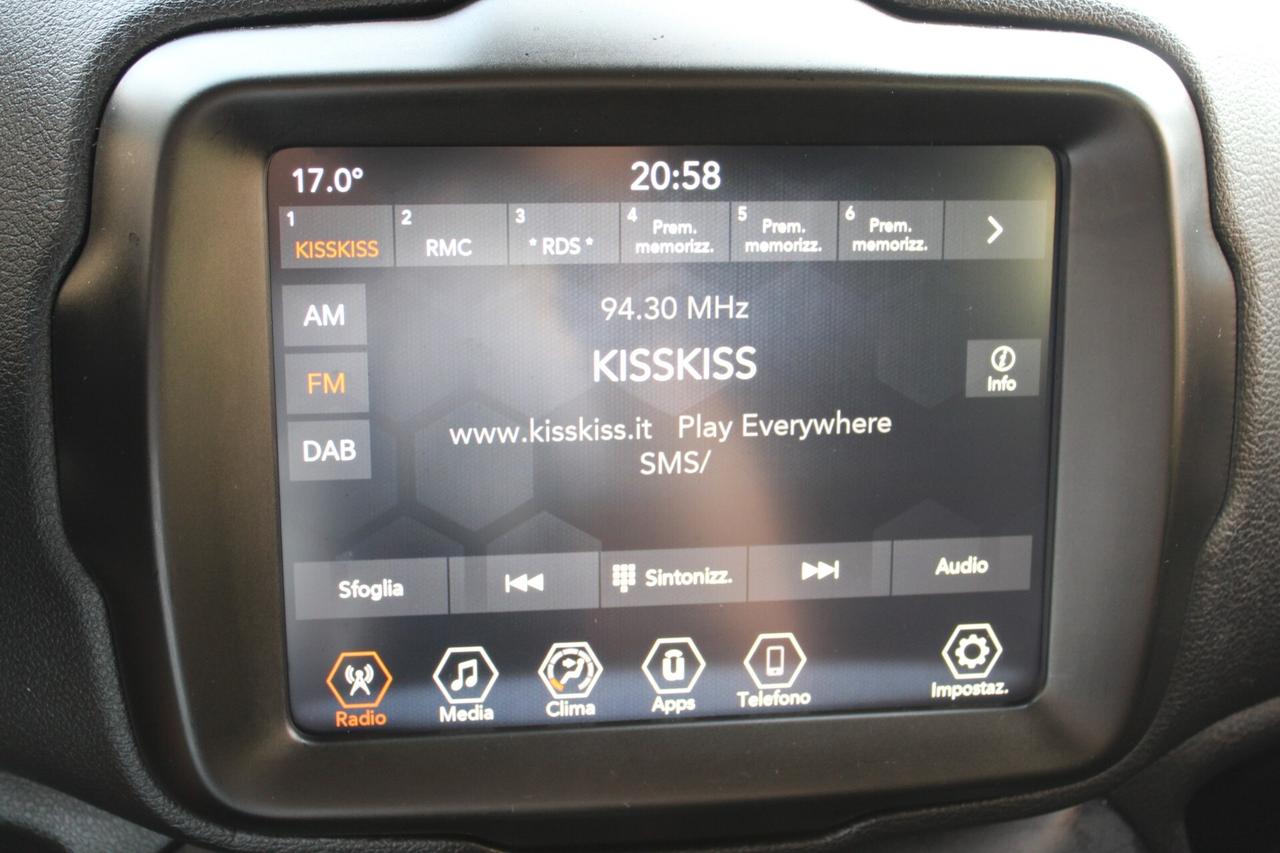 17.0° 20:58
1 2 3 4 Prem. 5 Prem. 6 Prem.
KISSKISS RMC *RDS* memorizz. memorizz. memorizz.
AM 94.30 MHz
FM KISSKISS Info
DAB www.kisskiss.it Play Everywhere
SMS/
Sfoglia Sintonizz. Audio
Radio Media Clima Apps Telefono Impostaz.